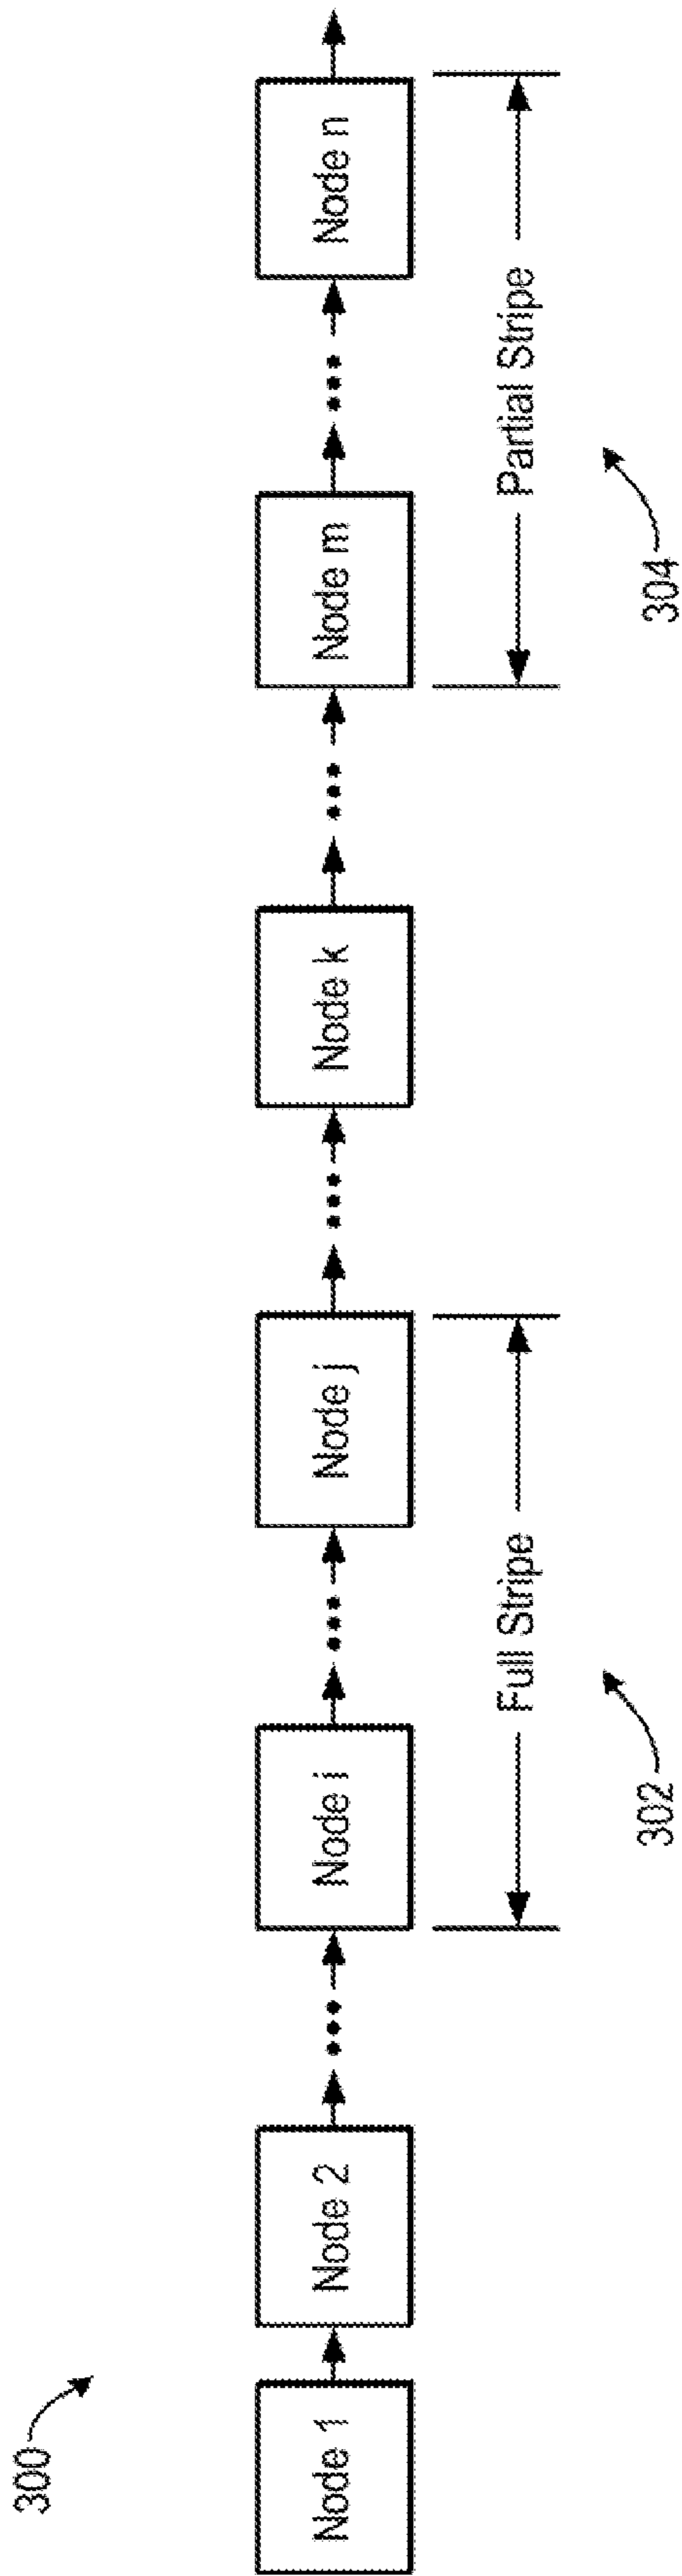 300
Node 1
Node 2
Node i
Node j
Node k
Node m
Node n
Full Stripe
Partial Stripe
302
304